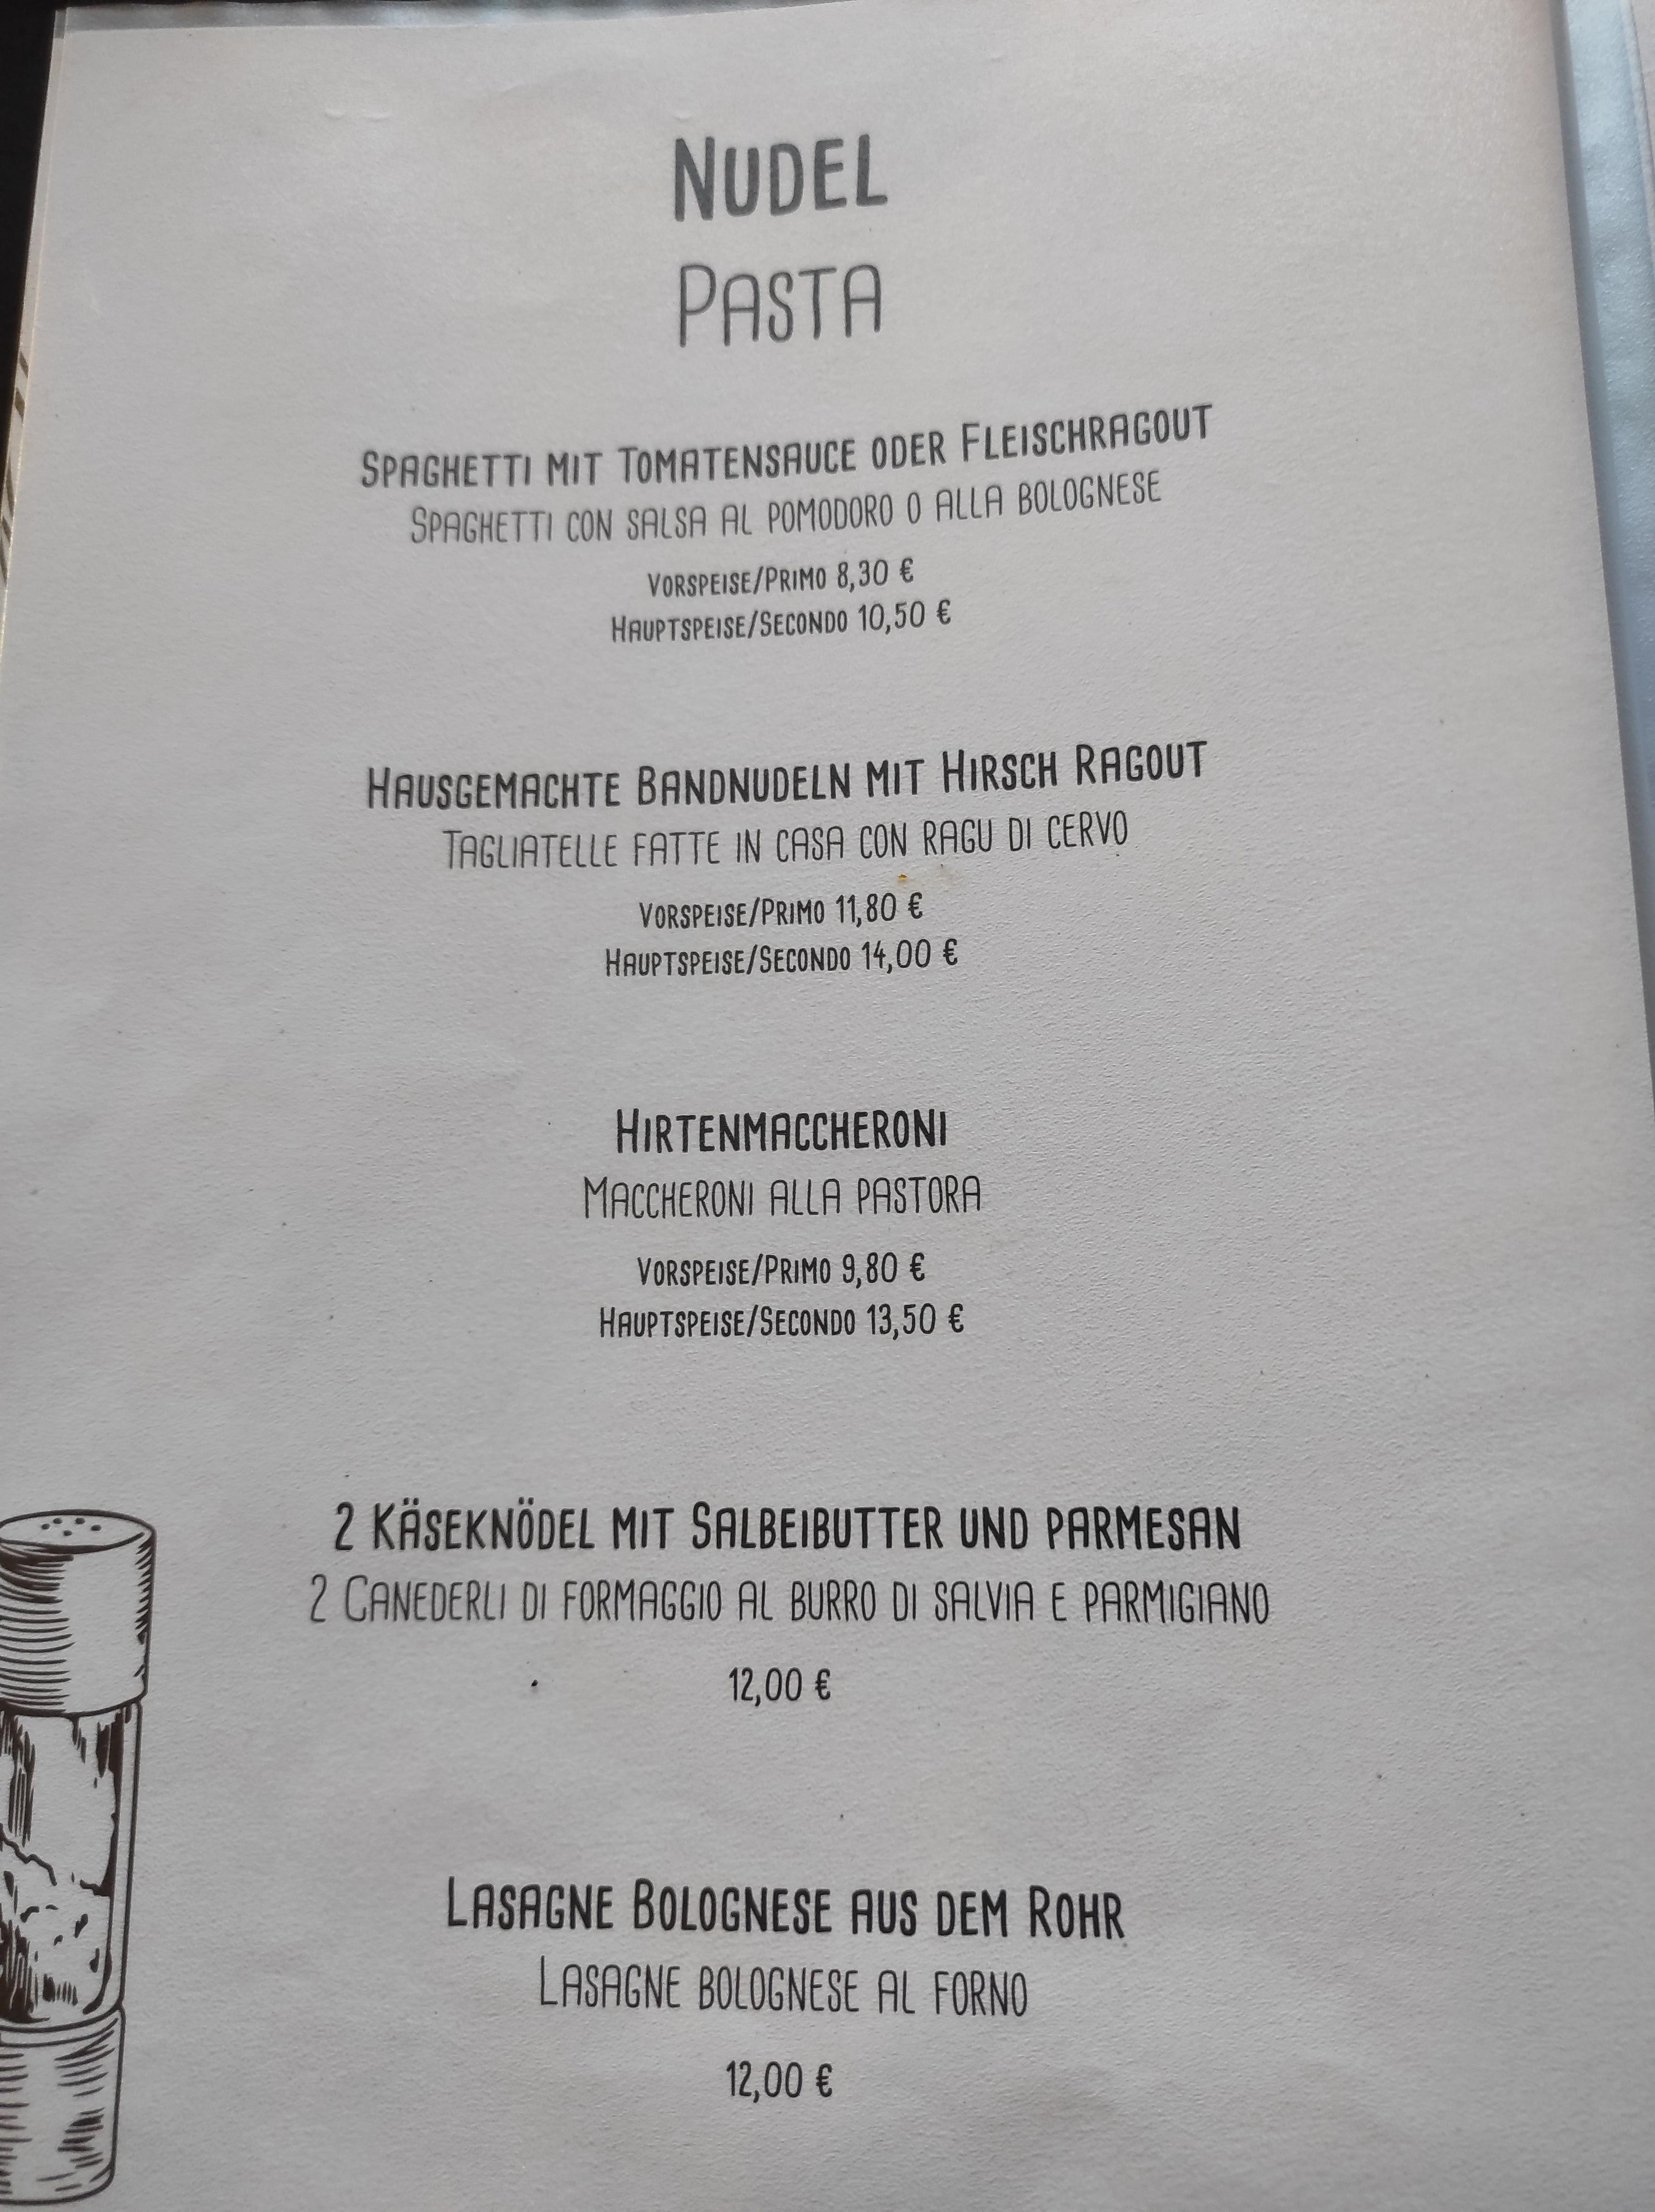 Nudel
Pasta
Spaghetti mit Tomatensauce oder Fleischragout
Spaghetti con salsa al pomodoro o alla bolognese
Vorspeise/Primo 8,30 €
Hauptspeise/Secondo 10,50 €
Hausgemachte Bandnudeln mit Hirsch Ragout
Tagliatelle fatte in casa con ragu di cervo
Vorspeise/Primo 11,80 €
Hauptspeise/Secondo 14,00 €
Hirtenmaccheroni
Maccheroni alla pastora
Vorspeise/Primo 9,80 €
Hauptspeise/Secondo 13,50 €
2 Käseknödel mit Salbeibutter und parmesan
2 Canederli di formaggio al burro di salvia e parmigiano
12,00 €
Lasagne Bolognese aus dem Rohr
Lasagne bolognese al forno
12,00 €